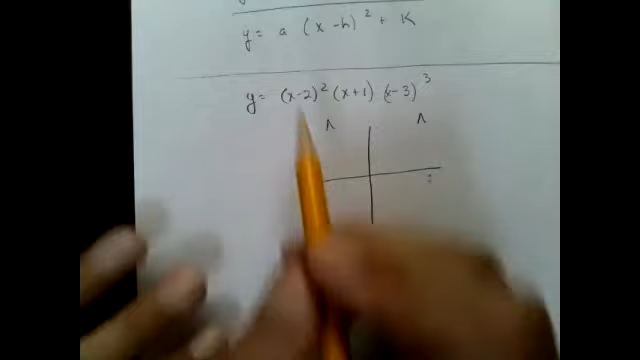 y = a (x-h)² + K
y = (x-2)² (x+1) (x-3)³